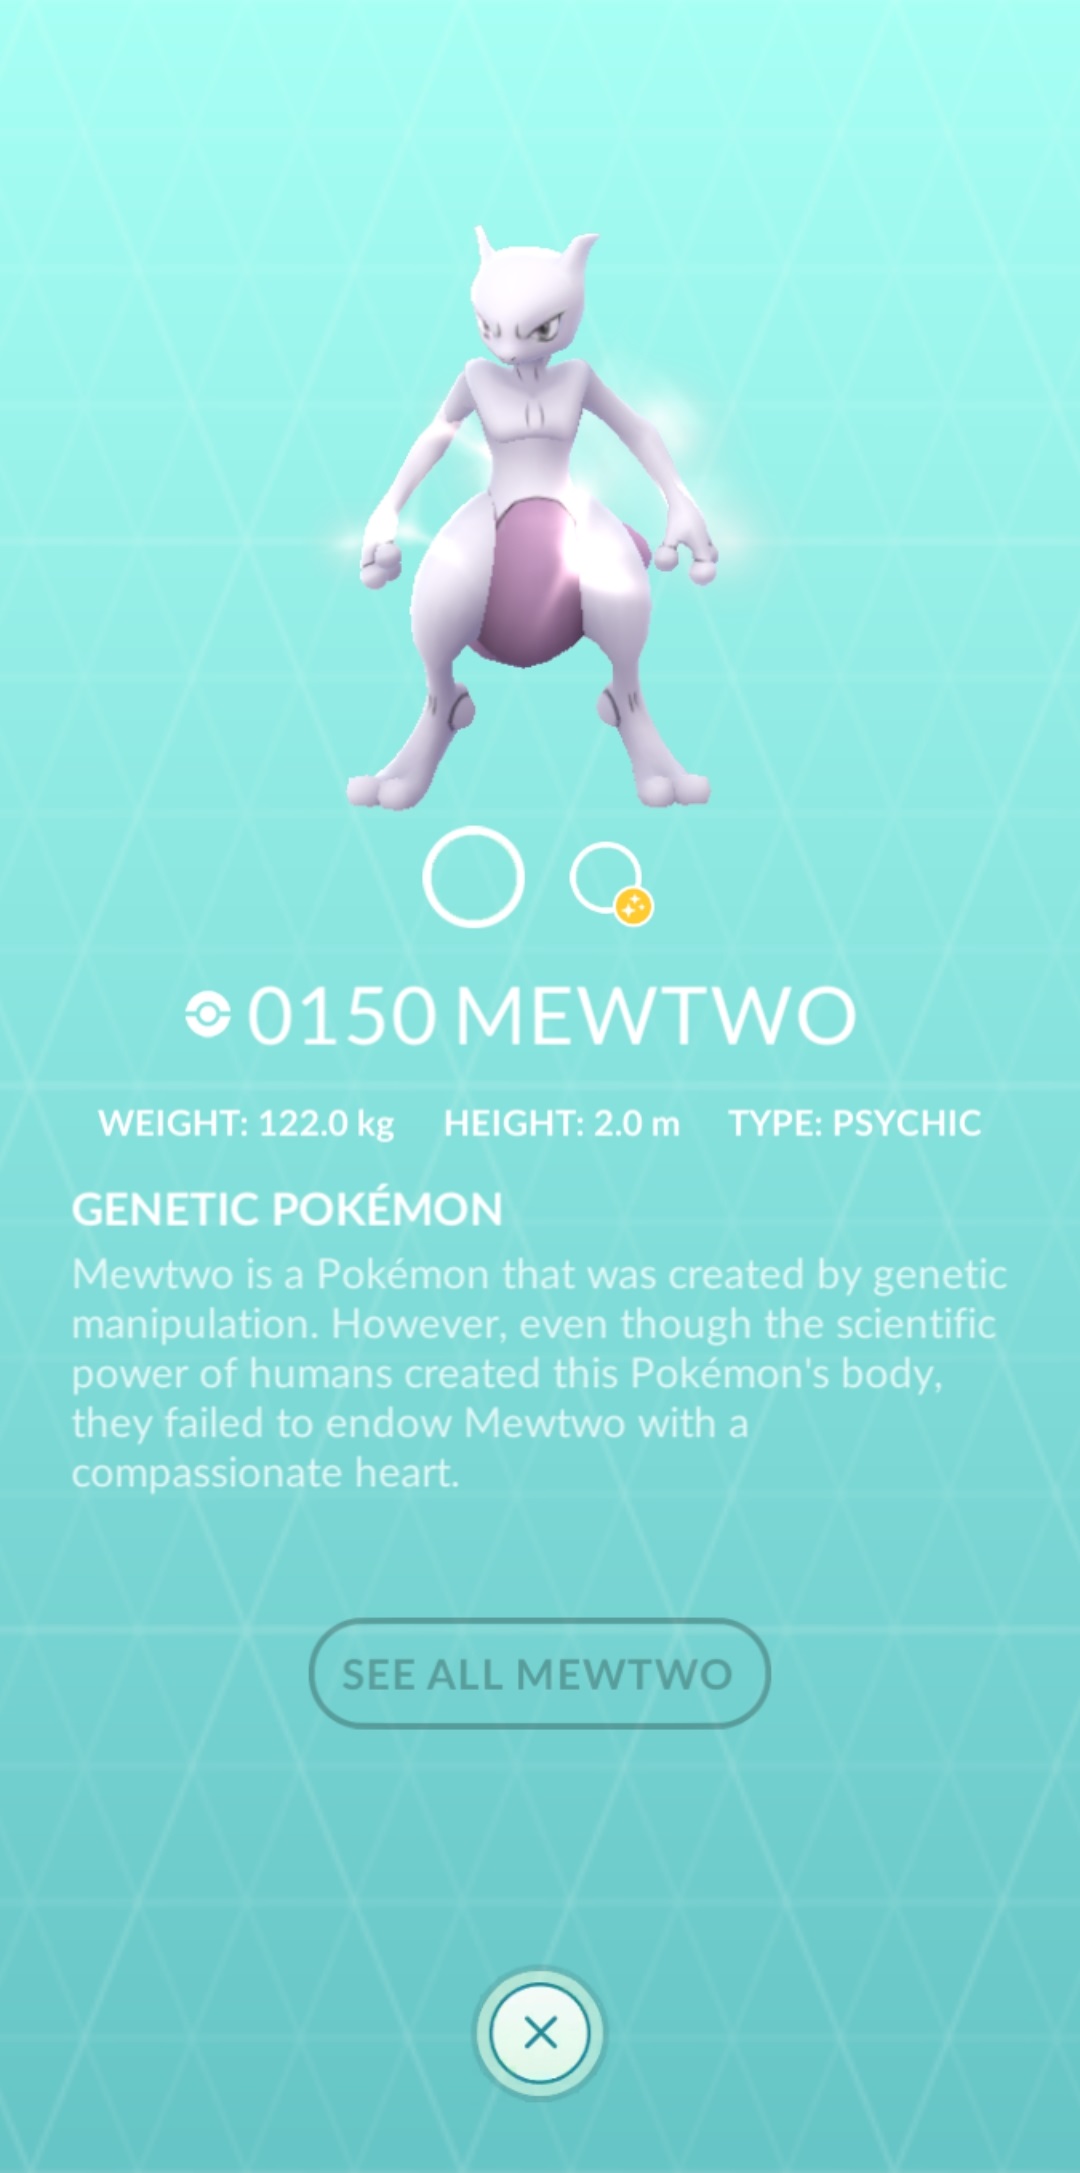 0150 MEWTWO
WEIGHT: 122.0 kg HEIGHT: 2.0 m TYPE: PSYCHIC
GENETIC POKÉMON
Mewtwo is a Pokémon that was created by genetic
manipulation. However, even though the scientific
power of humans created this Pokémon's body,
they failed to endow Mewtwo with a
compassionate heart.
SEE ALL MEWTWO